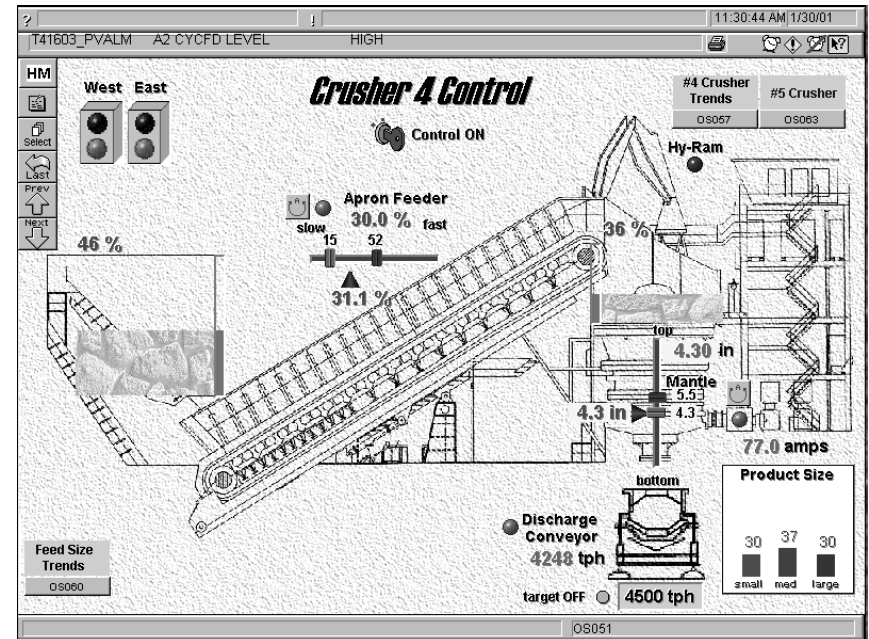 ? !
11:30:44 AM 1/30/01
T41603_PVALM A2 CYCFD LEVEL HIGH
HM
Select
Last
Prev
Next
West East
Crusher 4 Control
Control ON
#4 Crusher
Trends
OS057
#5 Crusher
OS063
Hy-Ram
A
Apron Feeder
30.0 %
slow fast
15 52
31.1 %
46 %
36 %
top
4.30 in
Mantle
5.5
4.3 in
4.3
A
77.0 amps
bottom
Product Size
30 37 30
small med large
Discharge
Conveyor
4248 tph
target OFF
4500 tph
Feed Size
Trends
OS060
OS051